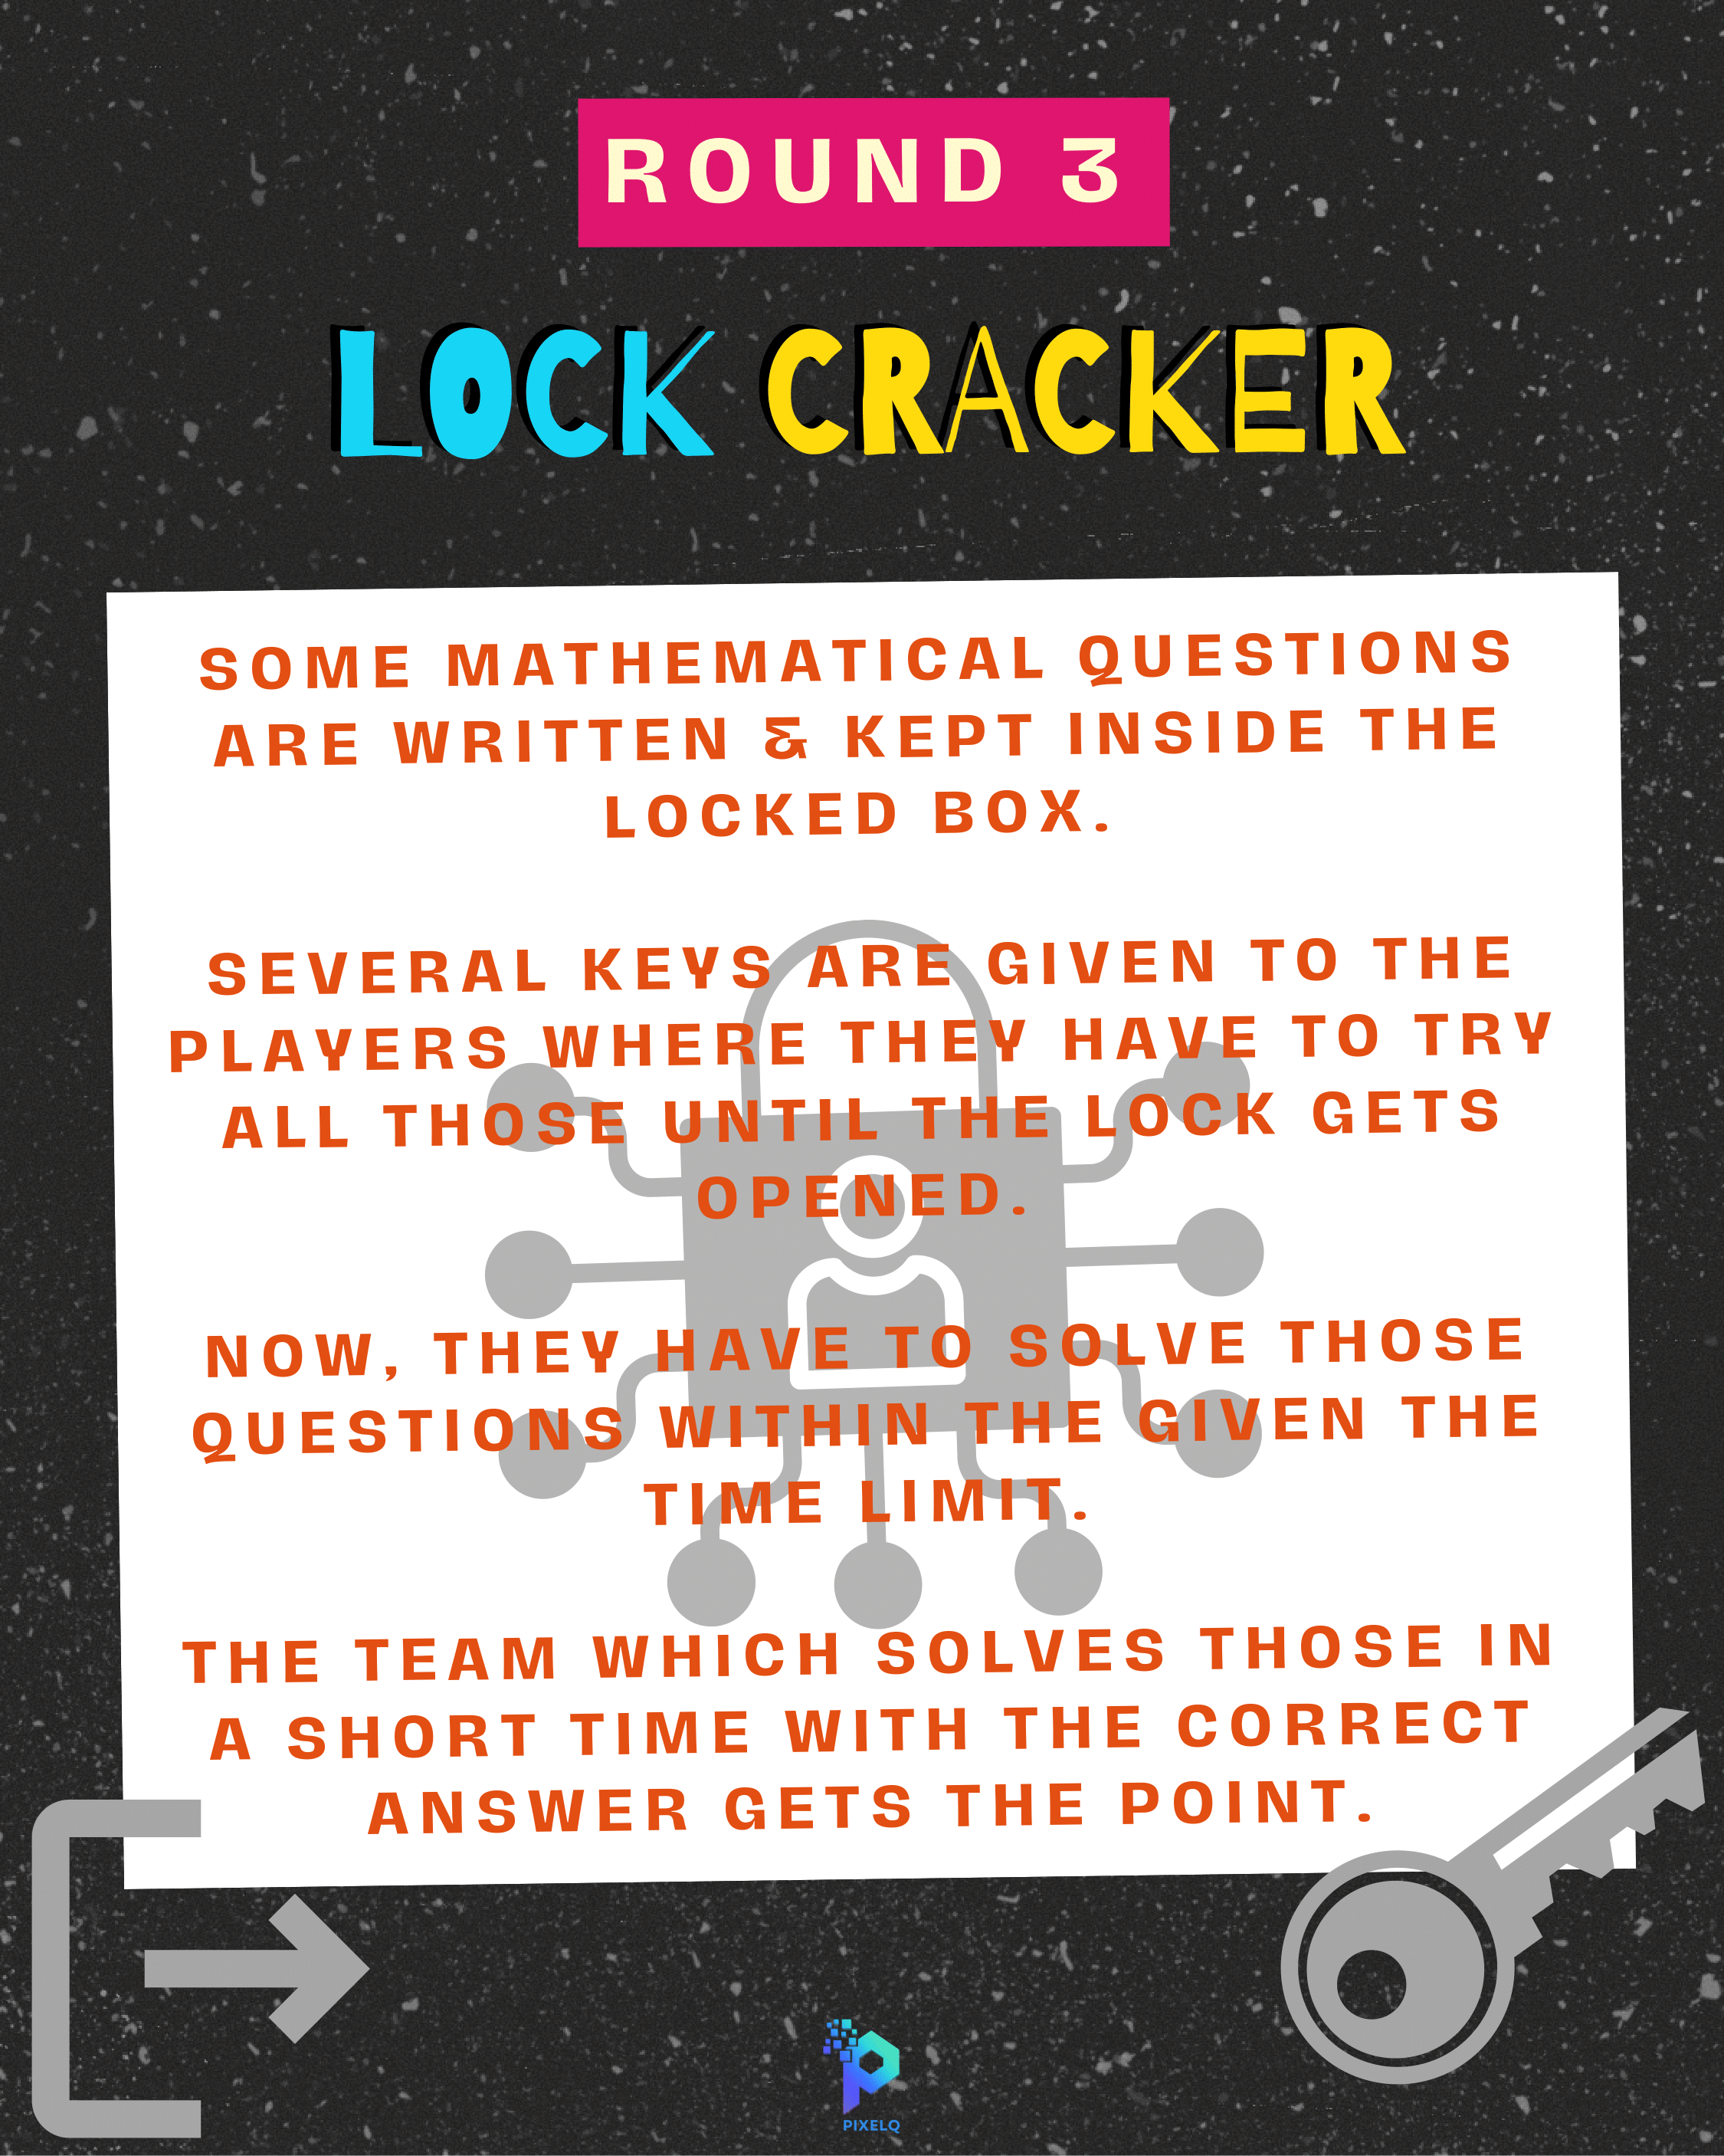 ROUND 3
LOCK CRACKER
SOME MATHEMATICAL QUESTIONS
ARE WRITTEN & KEPT INSIDE THE
LOCKED BOX.
SEVERAL KEYS ARE GIVEN TO THE
PLAYERS WHERE THEY HAVE TO TRY
ALL THOSE UNTIL THE LOCK GETS
OPENED.
NOW, THEY HAVE TO SOLVE THOSE
QUESTIONS WITHIN THE GIVEN THE
TIME LIMIT.
THE TEAM WHICH SOLVES THOSE IN
A SHORT TIME WITH THE CORRECT
ANSWER GETS THE POINT.
PIXELQ